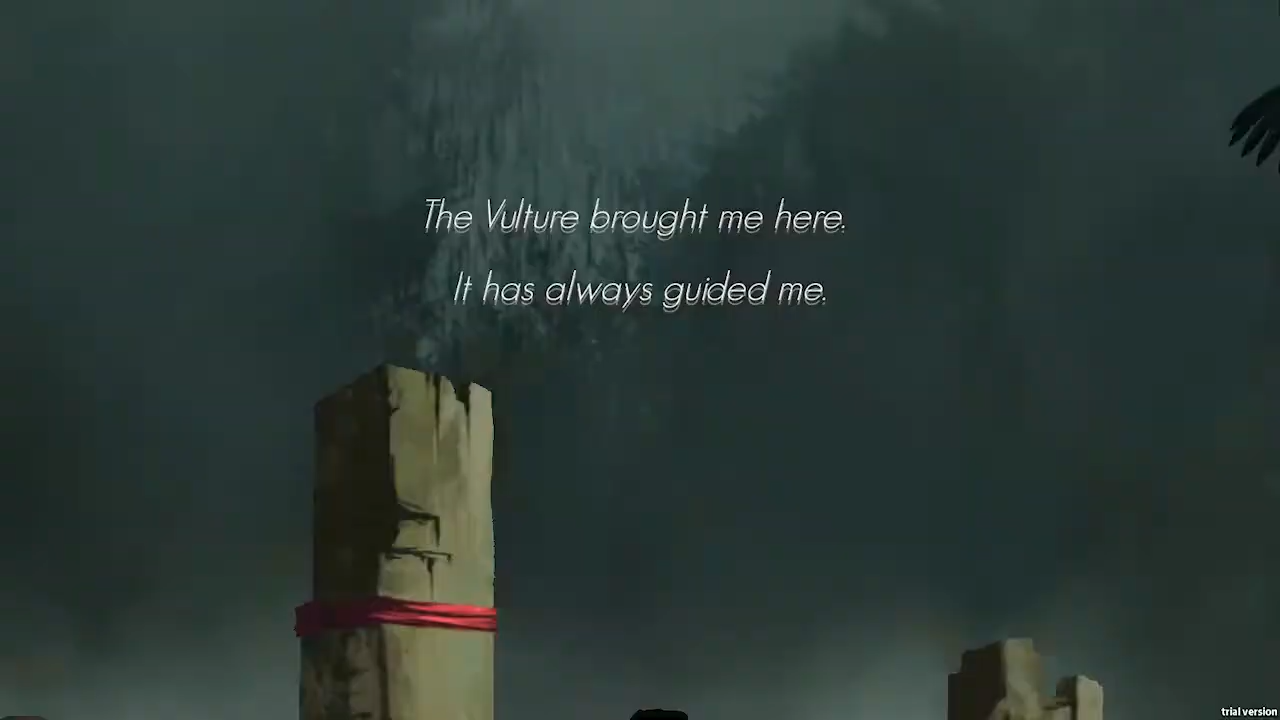 The Vulture brought me here.
It has always guided me.
trial version